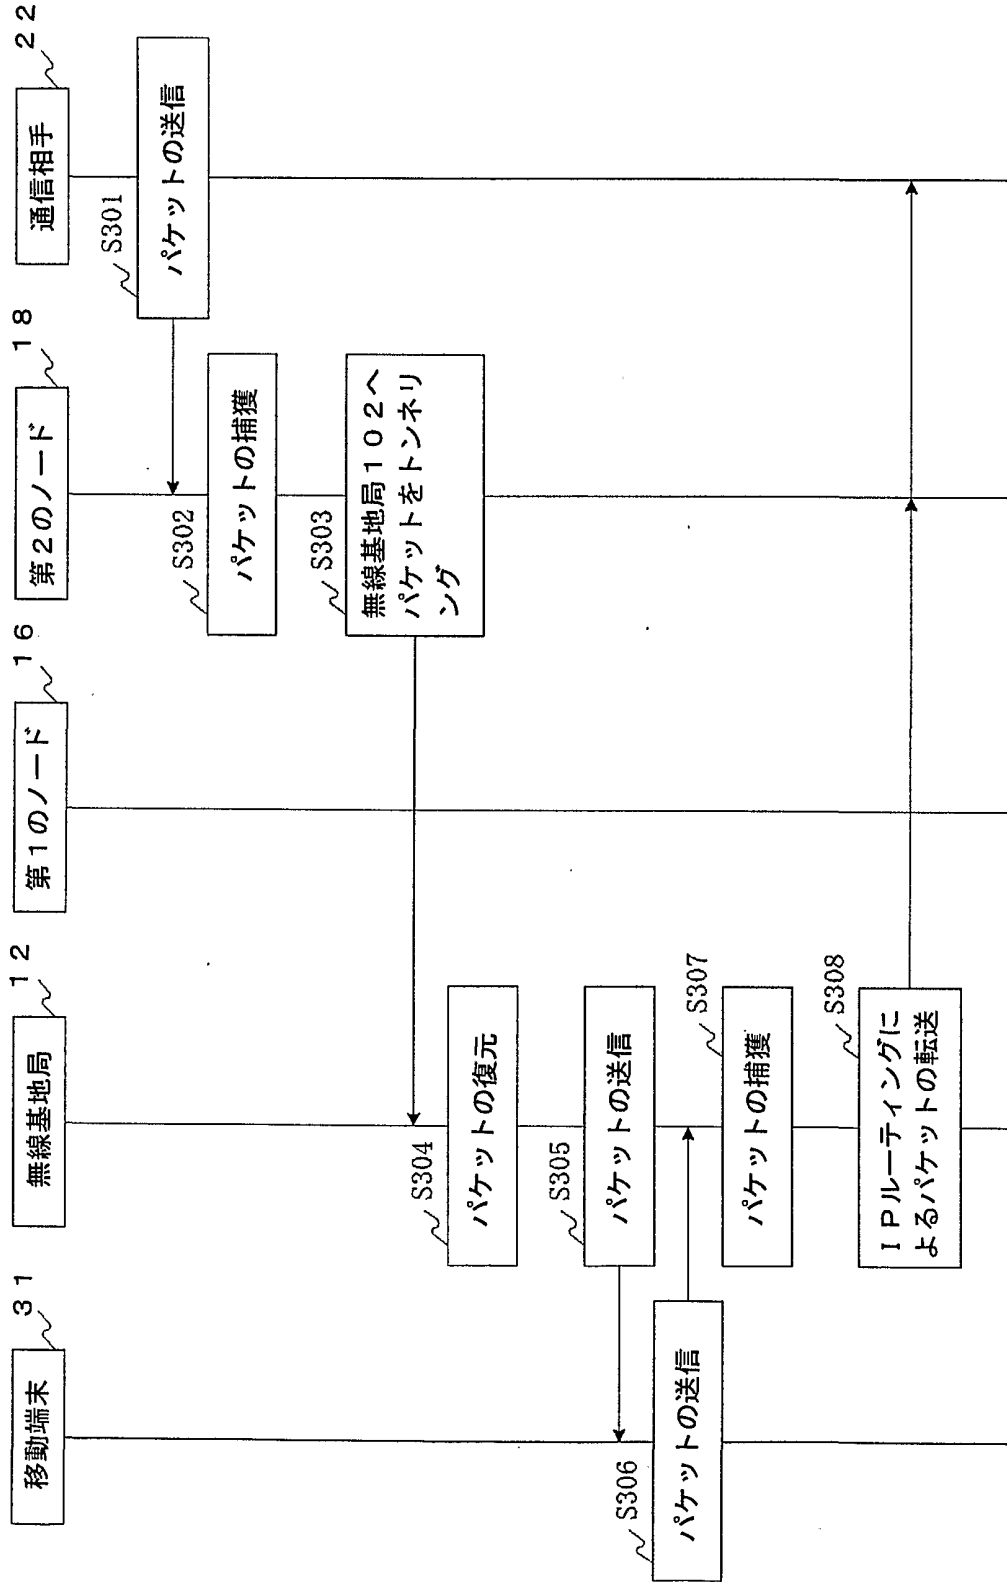 移動端末
31
無線基地局
12
第1のノード
16
第2のノード
18
通信相手
22
S301
パケットの送信
S302
パケットの捕獲
S303
無線基地局102へ
パケットをトンネリ
ング
S304
パケットの復元
S305
パケットの送信
S306
パケットの送信
S307
パケットの捕獲
S308
IPルーティングに
よるパケットの転送